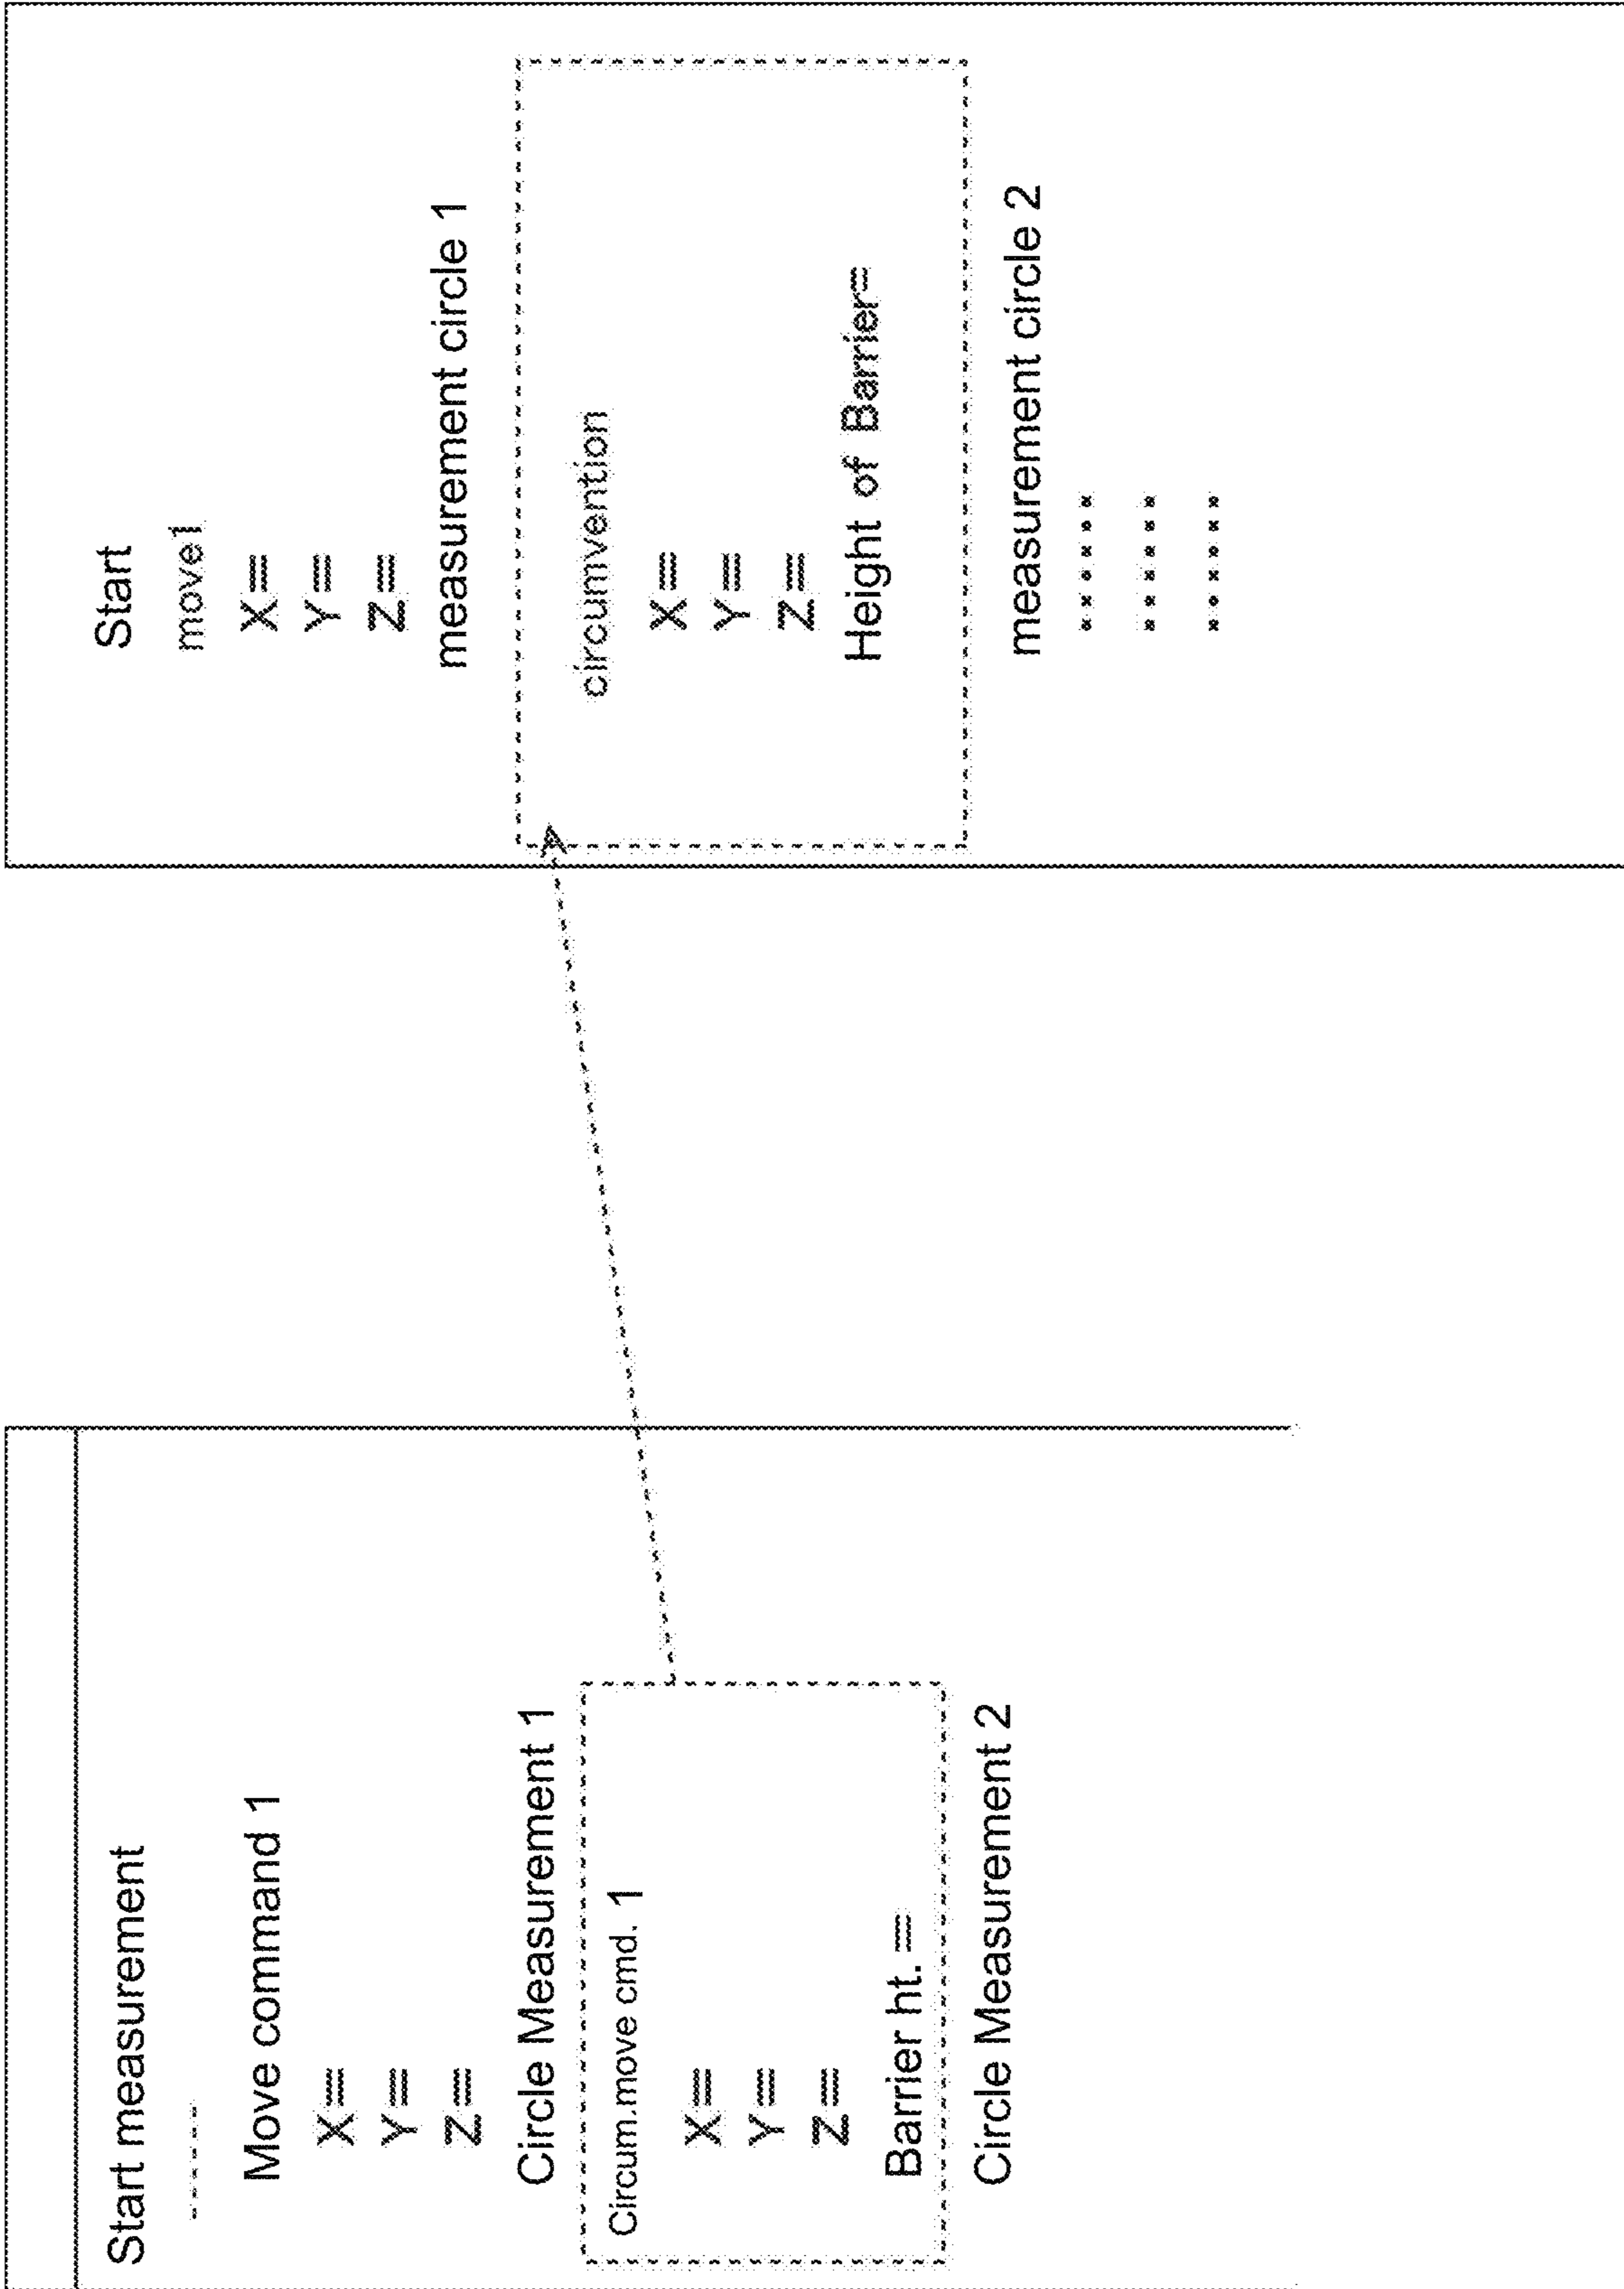 Start measurement
------
Move command 1
X=
Y=
Z=
Circle Measurement 1
Circum.move cmd. 1
X=
Y=
Z=
Barrier ht. =
Circle Measurement 2
Start
move1
X=
Y=
Z=
measurement circle 1
circumvention
X=
Y=
Z=
Height of Barrier=
measurement circle 2
......
......
......